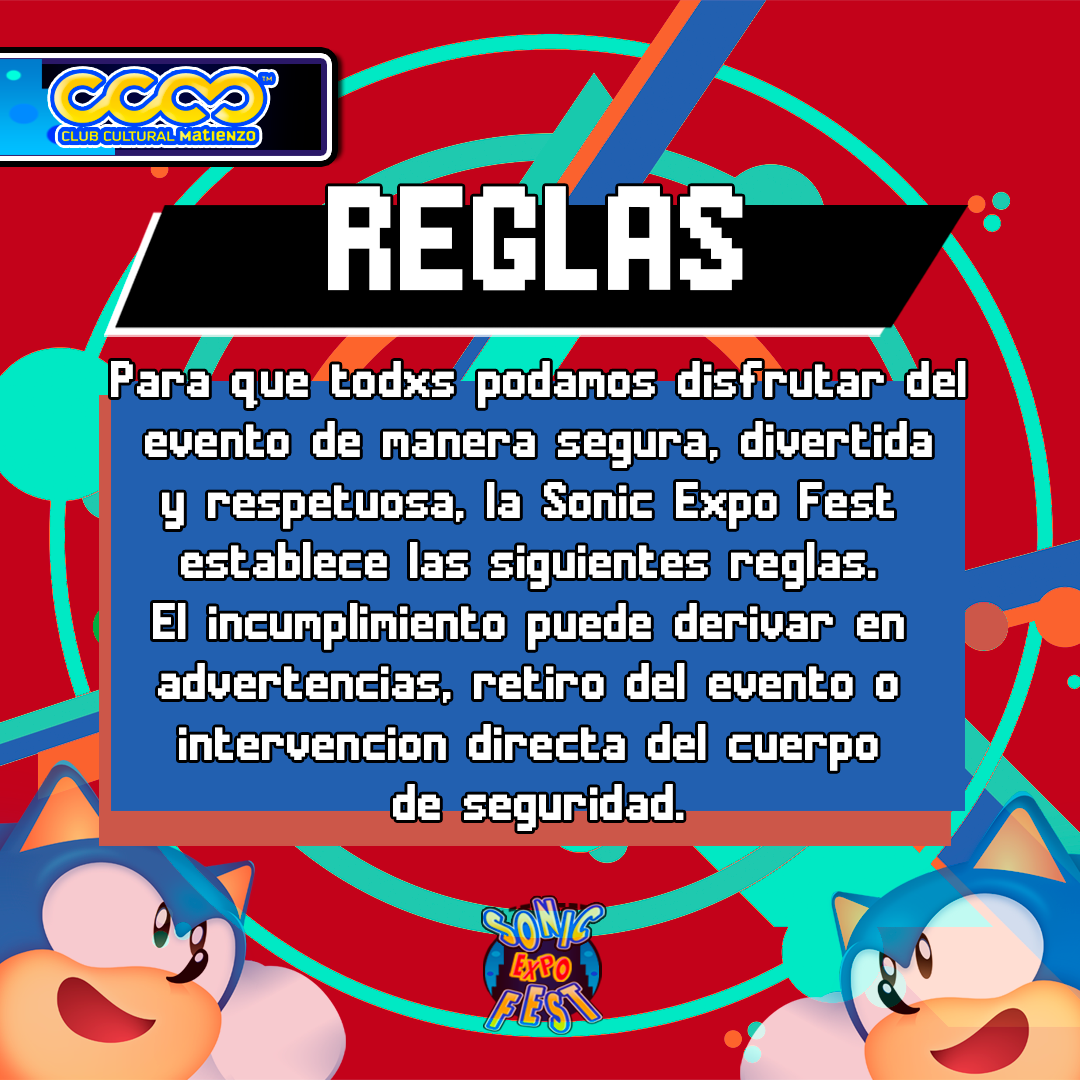 CCCM™
CLUB CULTURAL MATIENZO
REGLAS
Para que todxs podamos disfrutar del
evento de manera segura, divertida
y respetuosa, la Sonic Expo Fest
establece las siguientes reglas.
El incumplimiento puede derivar en
advertencias, retiro del evento o
intervencion directa del cuerpo
de seguridad.
SONIC
EXPO
FEST